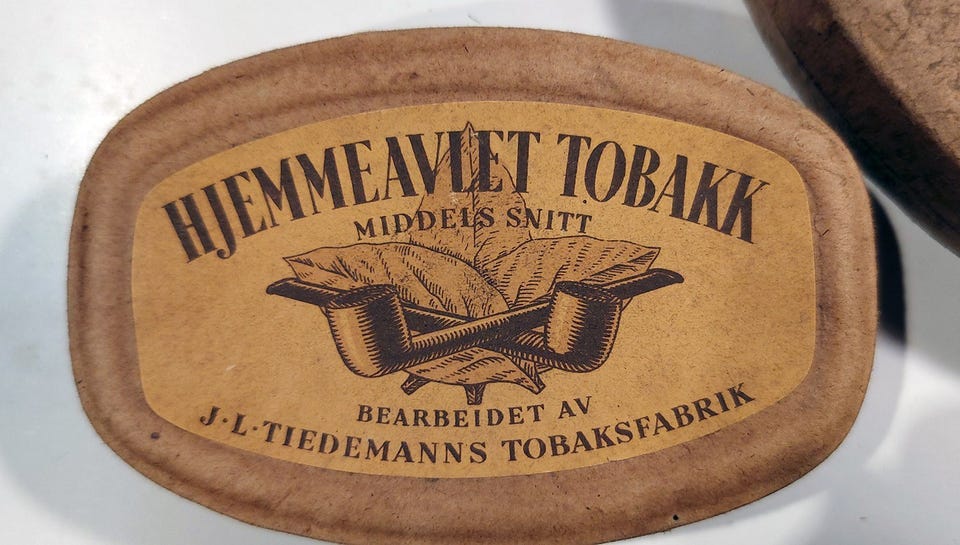 HJEMMEAVLET TOBAKK
MIDDELS SNITT
BEARBEIDET AV
J·L·TIEDEMANNS TOBAKSFABRIK